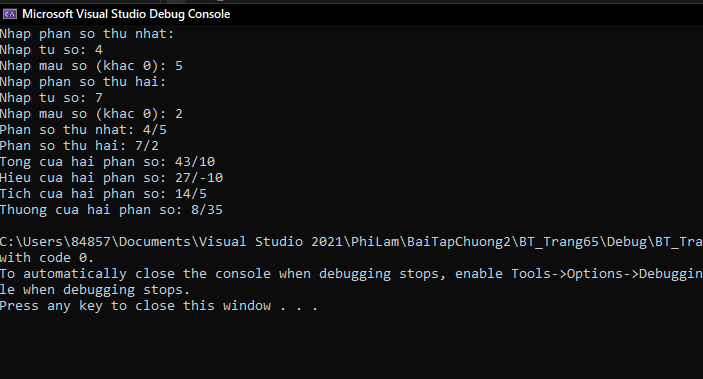 Microsoft Visual Studio Debug Console
Nhap phan so thu nhat:
Nhap tu so: 4
Nhap mau so (khac 0): 5
Nhap phan so thu hai:
Nhap tu so: 7
Nhap mau so (khac 0): 2
Phan so thu nhat: 4/5
Phan so thu hai: 7/2
Tong cua hai phan so: 43/10
Hieu cua hai phan so: 27/-10
Tich cua hai phan so: 14/5
Thuong cua hai phan so: 8/35
C:\Users\84857\Documents\Visual Studio 2021\PhiLam\BaiTapChuong2\BT_Trang65\Debug\BT_Tra
with code 0.
To automatically close the console when debugging stops, enable Tools->Options->Debuggin
le when debugging stops.
Press any key to close this window . . .